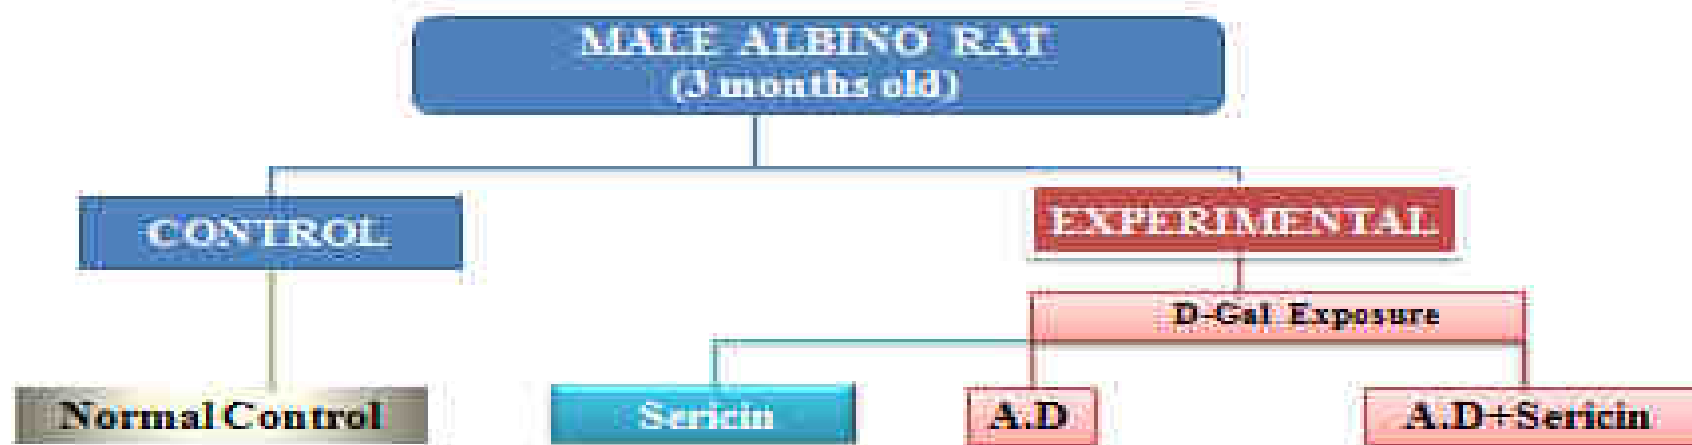 MALE ALBINO RAT
(3 months old)
CONTROL
EXPERIMENTAL
D-Gal Exposure
Normal Control
Sericin
A.D
A.D+Sericin